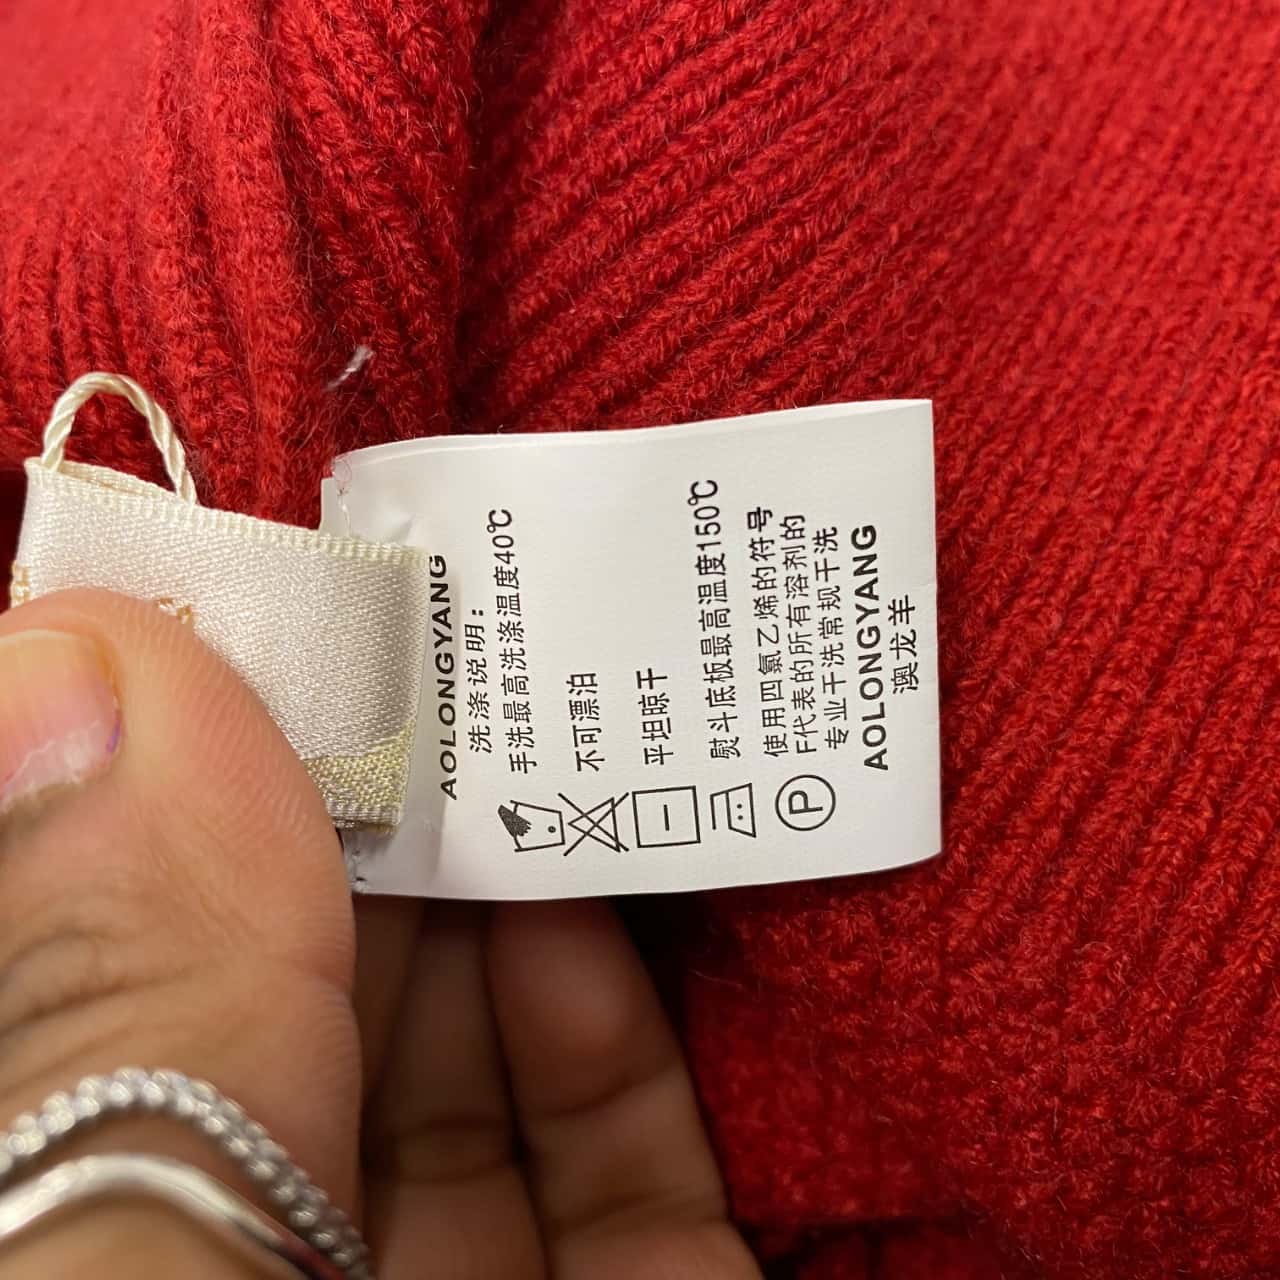 AOLONGYANG
洗涤说明：
手洗最高洗涤温度40℃
不可漂泊
平坦晾干
熨斗底板最高温度150℃
使用四氯乙烯的符号
F代表的所有溶剂的
专业干洗常规干洗
P
AOLONGYANG
澳龙羊